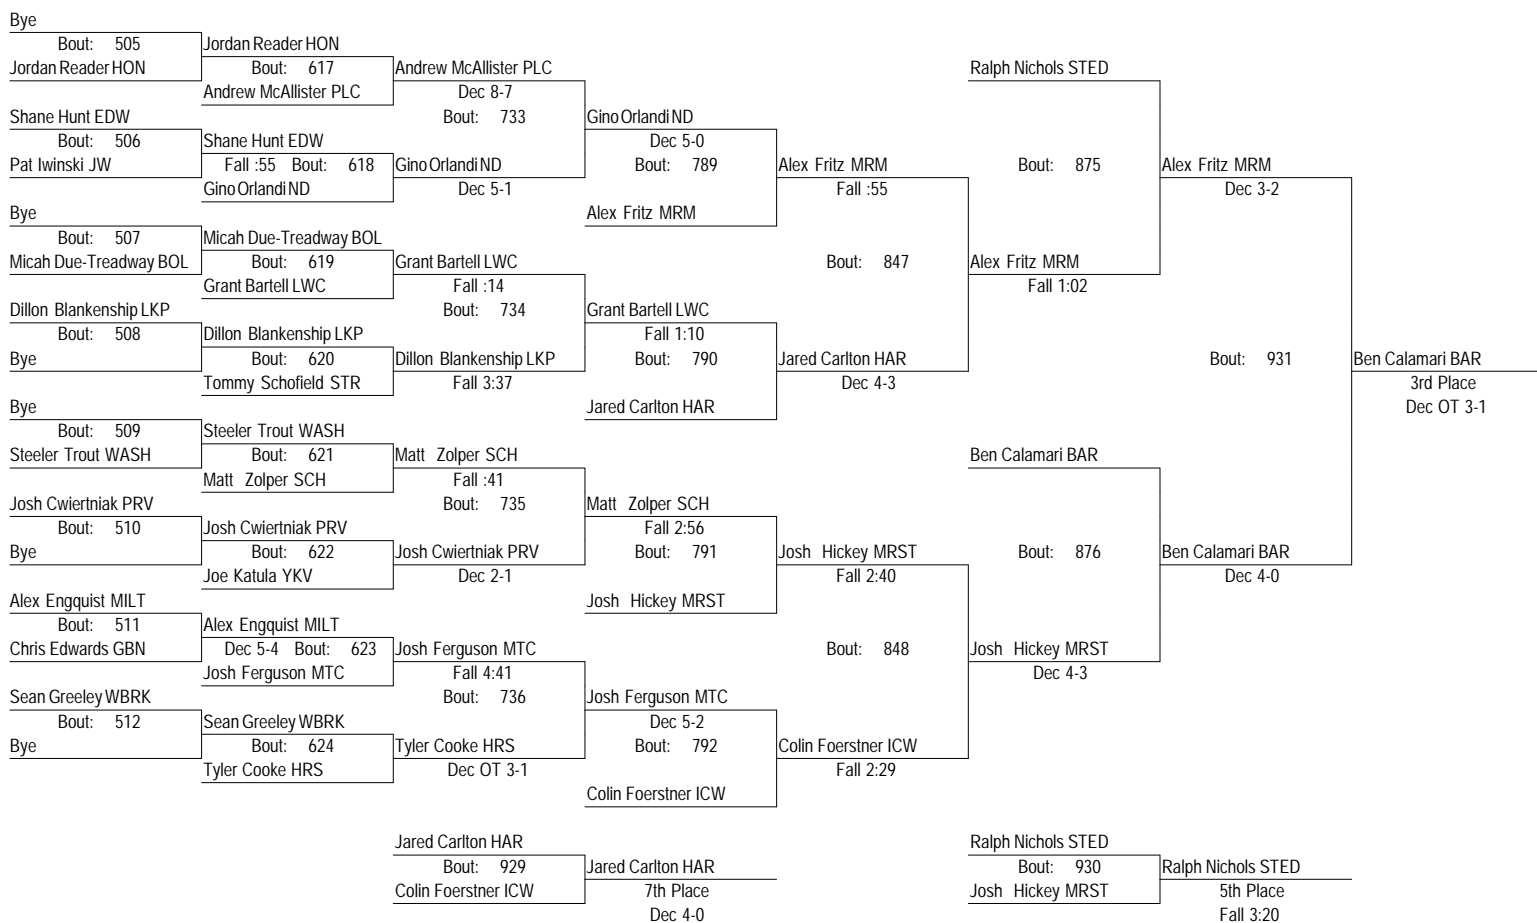 Bye
Bout: 505
Jordan Reader HON
Jordan Reader HON
Bout: 617
Andrew McAllister PLC
Andrew McAllister PLC
Dec 8-7
Bout: 733
Shane Hunt EDW
Bout: 506
Pat Iwinski JW
Shane Hunt EDW
Fall :55 Bout: 618
Gino Orlandi ND
Gino Orlandi ND
Dec 5-1
Gino Orlandi ND
Dec 5-0
Bout: 789
Alex Fritz MRM
Alex Fritz MRM
Fall :55
Bye
Bout: 507
Micah Due-Treadway BOL
Micah Due-Treadway BOL
Bout: 619
Grant Bartell LWC
Grant Bartell LWC
Fall :14
Bout: 734
Dillon Blankenship LKP
Bout: 508
Bye
Dillon Blankenship LKP
Bout: 620
Tommy Schofield STR
Dillon Blankenship LKP
Fall 3:37
Grant Bartell LWC
Fall 1:10
Bout: 790
Jared Carlton HAR
Jared Carlton HAR
Dec 4-3
Bout: 847
Alex Fritz MRM
Fall 1:02
Ralph Nichols STED
Bout: 875
Alex Fritz MRM
Dec 3-2
Bye
Bout: 509
Steeler Trout WASH
Steeler Trout WASH
Bout: 621
Matt Zolper SCH
Matt Zolper SCH
Fall :41
Bout: 735
Josh Cwiertniak PRV
Bout: 510
Bye
Josh Cwiertniak PRV
Bout: 622
Joe Katula YKV
Josh Cwiertniak PRV
Dec 2-1
Matt Zolper SCH
Fall 2:56
Bout: 791
Josh Hickey MRST
Josh Hickey MRST
Fall 2:40
Alex Engquist MILT
Bout: 511
Chris Edwards GBN
Alex Engquist MILT
Dec 5-4 Bout: 623
Josh Ferguson MTC
Josh Ferguson MTC
Fall 4:41
Bout: 736
Sean Greeley WBRK
Bout: 512
Bye
Sean Greeley WBRK
Bout: 624
Tyler Cooke HRS
Tyler Cooke HRS
Dec OT 3-1
Josh Ferguson MTC
Dec 5-2
Bout: 792
Colin Foerstner ICW
Colin Foerstner ICW
Fall 2:29
Bout: 848
Josh Hickey MRST
Dec 4-3
Ben Calamari BAR
Bout: 876
Ben Calamari BAR
Dec 4-0
Bout: 931
Ben Calamari BAR
3rd Place
Dec OT 3-1
Jared Carlton HAR
Bout: 929
Colin Foerstner ICW
Jared Carlton HAR
7th Place
Dec 4-0
Ralph Nichols STED
Bout: 930
Josh Hickey MRST
Ralph Nichols STED
5th Place
Fall 3:20